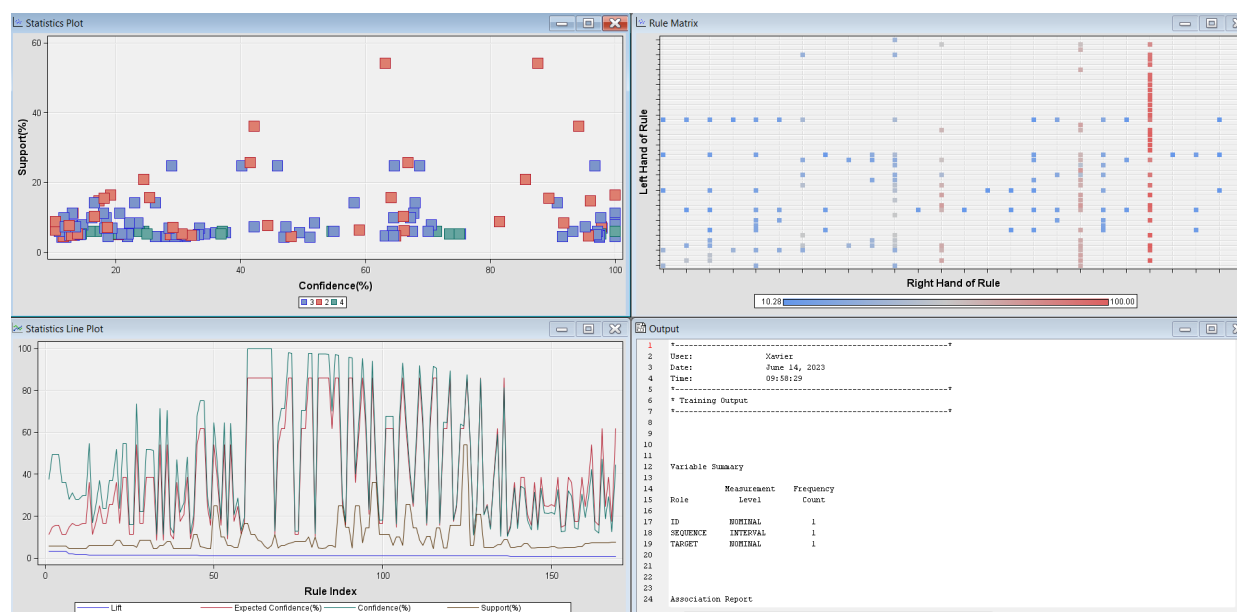 Statistics Plot
60
40
20
0
Support(%)
20 40 60 80 100
Confidence(%)
3 2 4
Rule Matrix
Left Hand of Rule
Right Hand of Rule
10.28 100.00
Statistics Line Plot
100
80
60
40
20
0
0 50 100 150
Rule Index
Lift Expected Confidence(%) Confidence(%) Support(%)
Output
1 *------------------------------------------------------------*
2 User: Xavier
3 Date: June 14, 2023
4 Time: 09:58:29
5 *------------------------------------------------------------*
6 * Training Output
7 *------------------------------------------------------------*
8
9
10
11
12 Variable Summary
13
14 Measurement Frequency
15 Role Level Count
16
17 ID NOMINAL 1
18 SEQUENCE INTERVAL 1
19 TARGET NOMINAL 1
20
21
22
23
24 Association Report